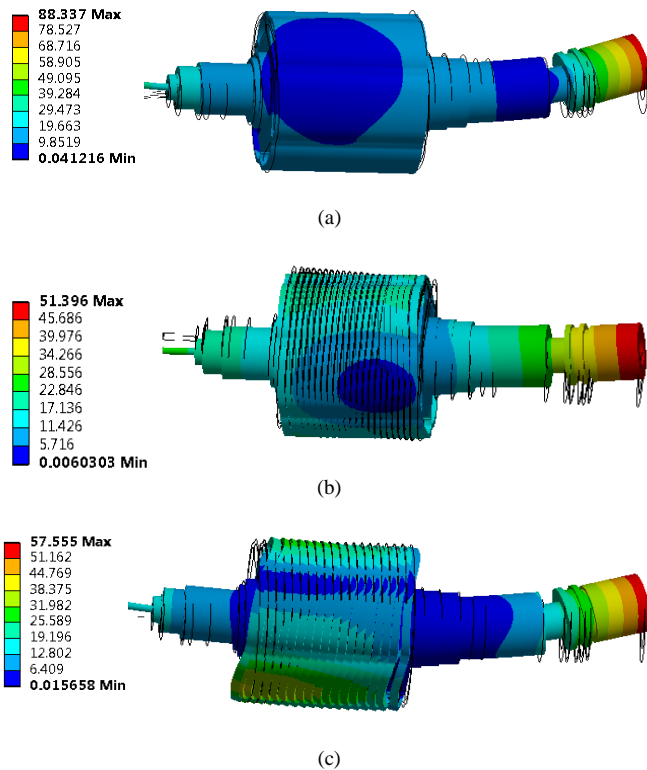 88.337 Max
78.527
68.716
58.905
49.095
39.284
29.473
19.663
9.8519
0.041216 Min
(a)
51.396 Max
45.686
39.976
34.266
28.556
22.846
17.136
11.426
5.716
0.0060303 Min
(b)
57.555 Max
51.162
44.769
38.375
31.982
25.589
19.196
12.802
6.409
0.015658 Min
(c)